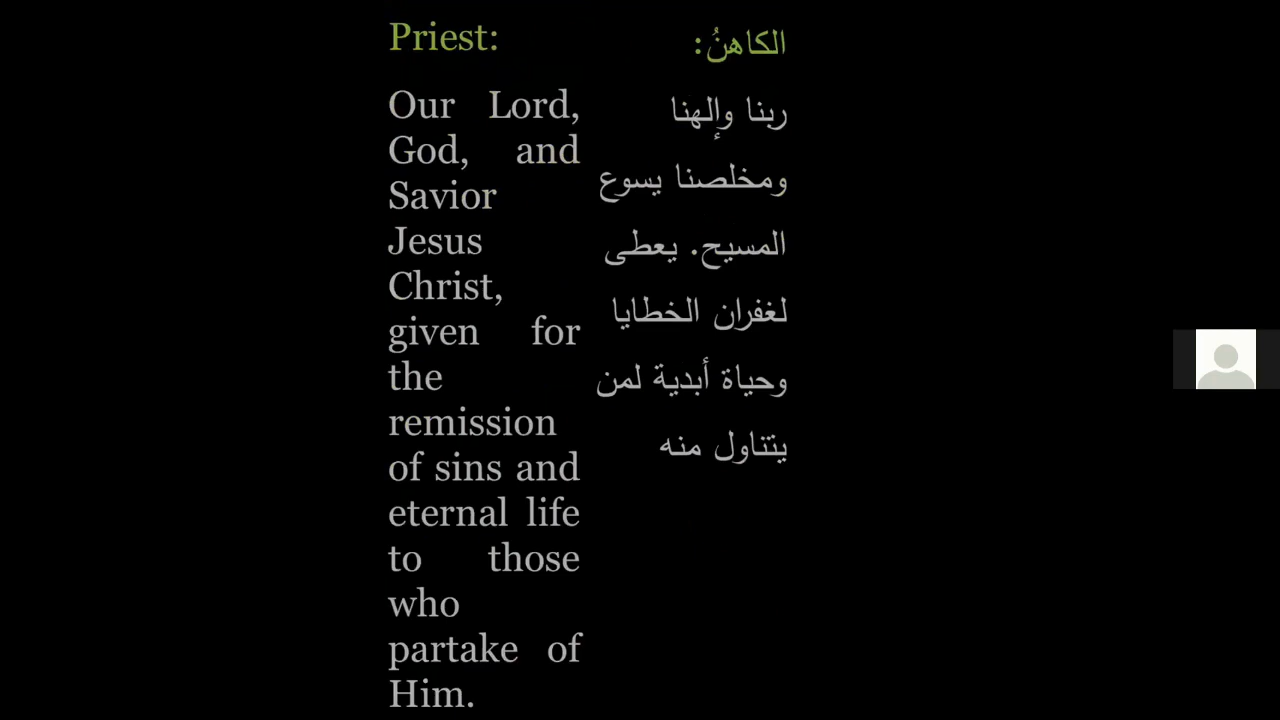 Priest:
Our Lord,
God, and
Savior
Jesus
Christ,
given for
the
remission
of sins and
eternal life
to those
who
partake of
Him.
الكاهنُ:
ربنا وإلهنا
ومخلصنا يسوع
المسيح. يعطى
لغفران الخطايا
وحياة أبدية لمن
يتناول منه